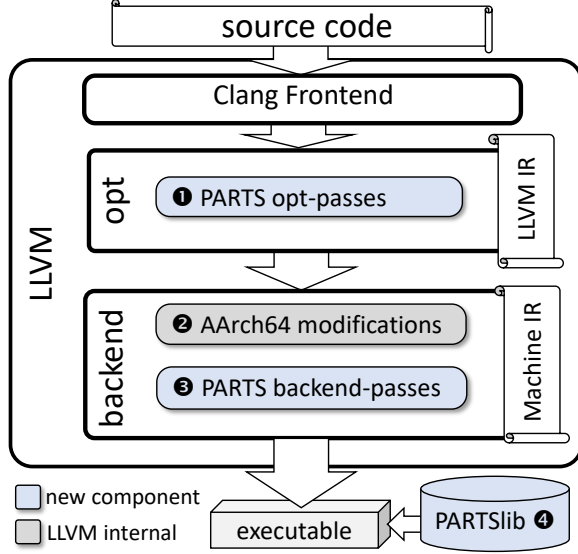 source code
LLVM
Clang Frontend
opt
❶ PARTS opt-passes
LLVM IR
backend
❷ AArch64 modifications
❸ PARTS backend-passes
Machine IR
new component
LLVM internal
executable
PARTSlib ❹